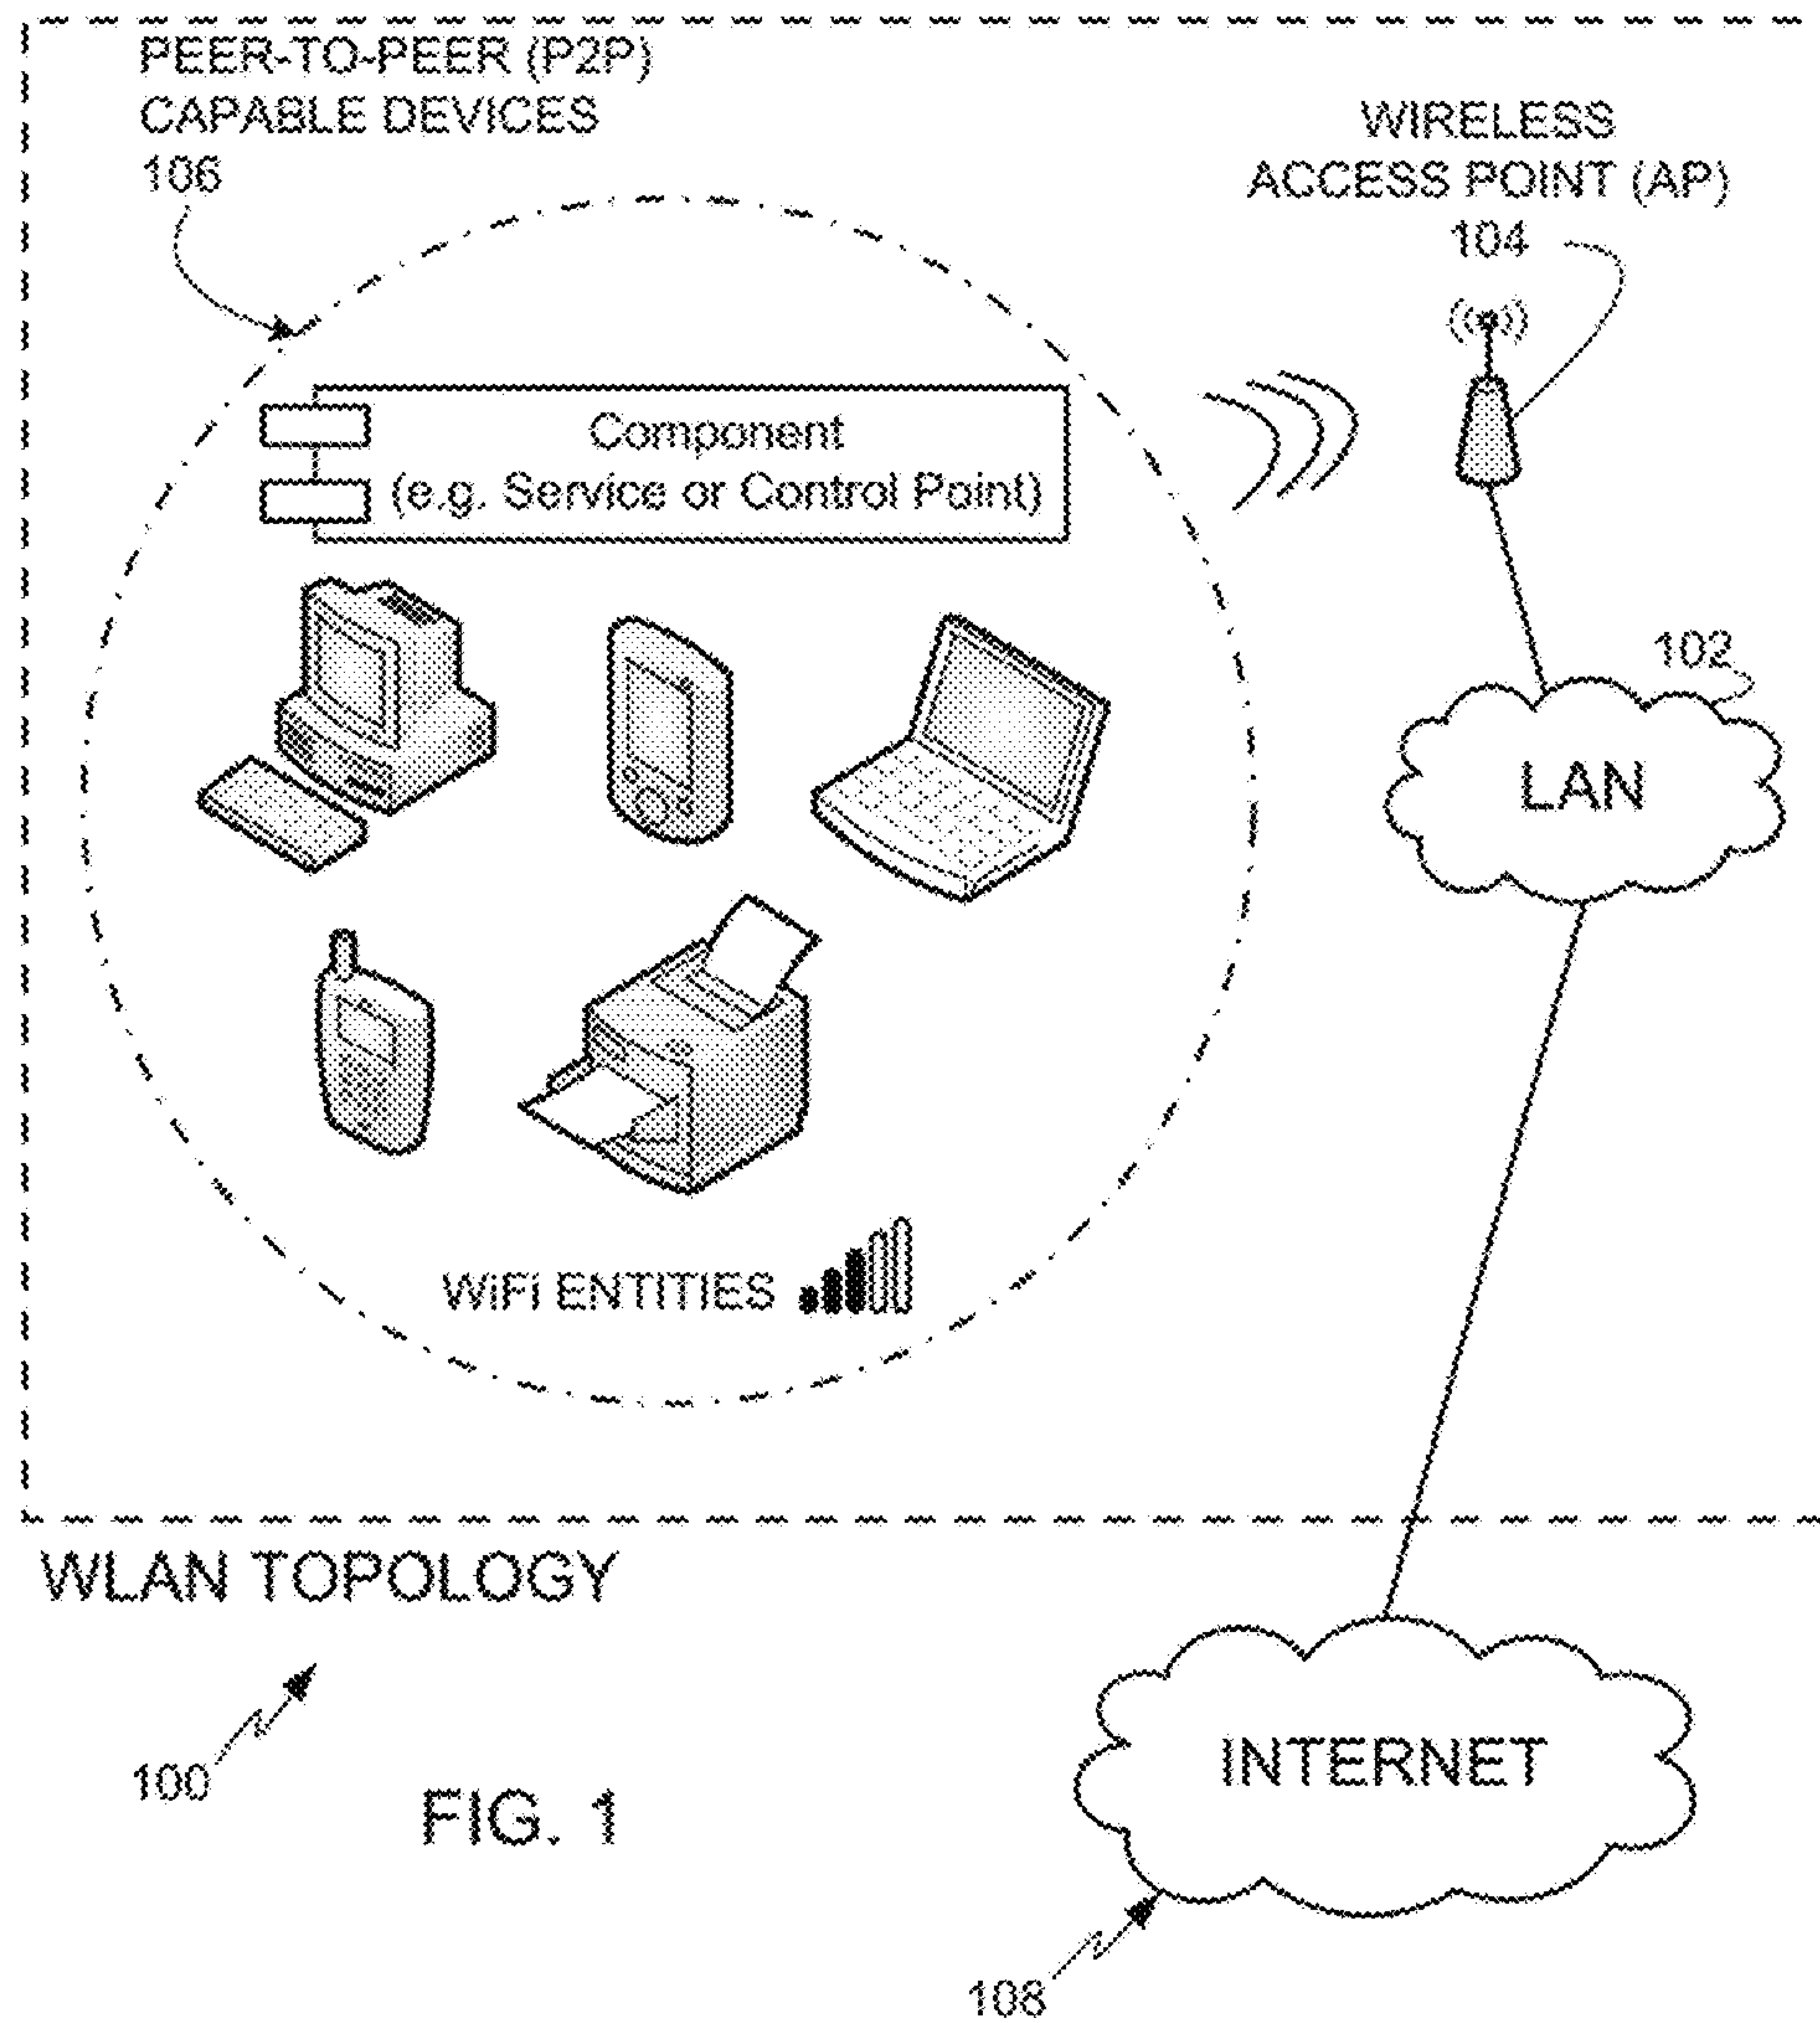 PEER-TO-PEER (P2P)
CAPABLE DEVICES
106
WIRELESS
ACCESS POINT (AP)
104
Component
(e.g. Service or Control Point)
102
LAN
WiFi ENTITIES
WLAN TOPOLOGY
100
FIG. 1
INTERNET
108